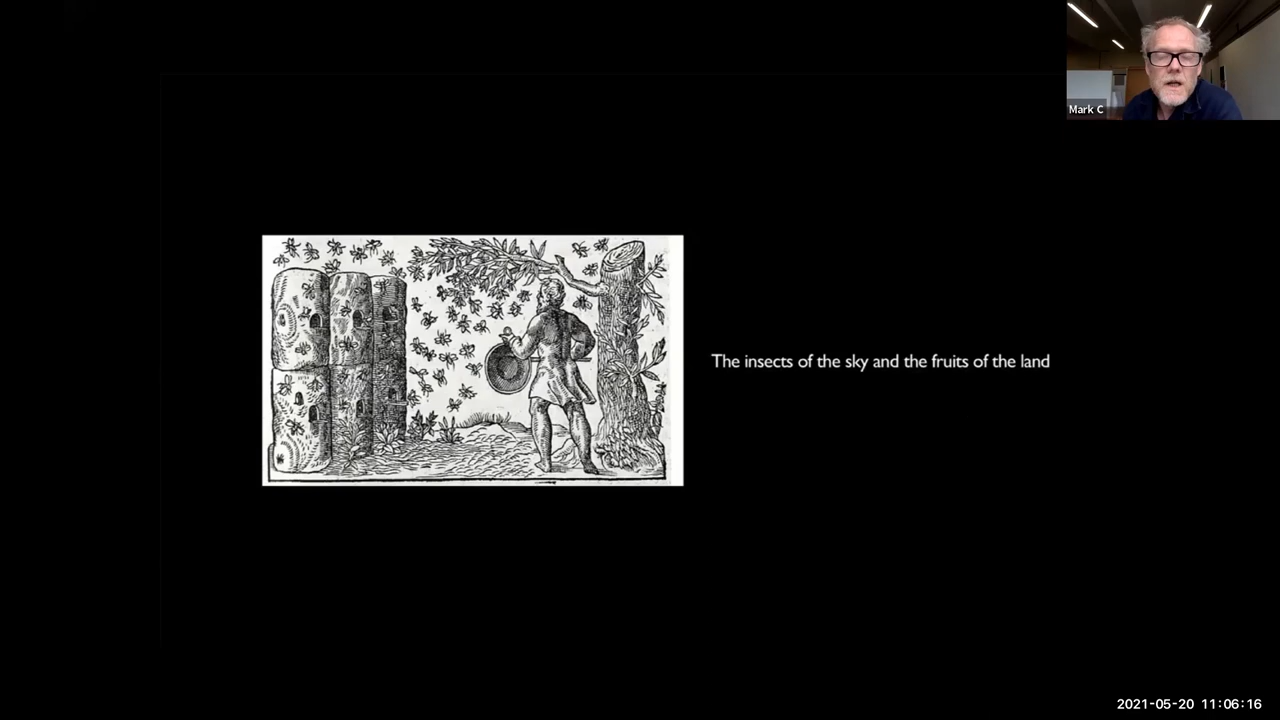 Mark C
The insects of the sky and the fruits of the land
2021-05-20 11:06:16